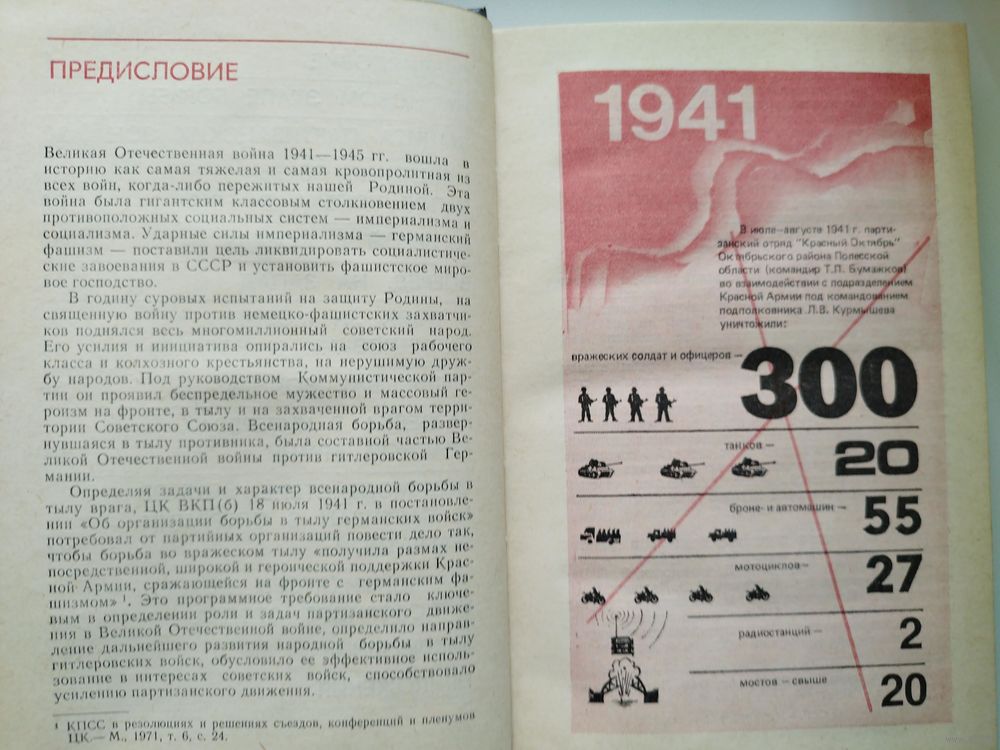 ПРЕДИСЛОВИЕ
Великая Отечественная война 1941—1945 гг. вошла в
историю как самая тяжелая и самая кровопролитная из
всех войн, когда-либо пережитых нашей Родиной. Эта
война была гигантским классовым столкновением двух
противоположных социальных систем — империализма и
социализма. Ударные силы империализма — германский
фашизм — поставили цель ликвидировать социалистиче-
ские завоевания в СССР и установить фашистское миро-
вое господство.
В годину суровых испытаний на защиту Родины, на
священную войну против немецко-фашистских захватчи-
ков поднялся весь многомиллионный советский народ.
Его усилия и инициатива опирались на союз рабочего
класса и колхозного крестьянства, на нерушимую друж-
бу народов. Под руководством Коммунистической пар-
тии он проявил беспредельное мужество и массовый ге-
роизм на фронте, в тылу и на захваченной врагом терри-
тории Советского Союза. Всенародная борьба, развер-
нувшаяся в тылу противника, была составной частью Ве-
ликой Отечественной войны против гитлеровской Гер-
мании.
Определяя задачи и характер всенародной борьбы в
тылу врага, ЦК ВКП(б) 18 июля 1941 г. в постановле-
нии «Об организации борьбы в тылу германских войск»
потребовал от партийных организаций повести дело так,
чтобы борьба во вражеском тылу «получила размах не-
посредственной, широкой и героической поддержки Крас-
ной Армии, сражающейся на фронте с германским фа-
шизмом» ¹. Это программное требование стало ключе-
вым в определении роли и задач партизанского движе-
ния в Великой Отечественной войне, определило направ-
ление дальнейшего развития народной борьбы в тылу
гитлеровских войск, обусловило ее эффективное исполь-
зование в интересах советских войск, способствовало
усилению партизанского движения.
¹ КПСС в резолюциях и решениях съездов, конференций и пленумов
ЦК.— М., 1971, т. 6, с. 24.
1941
В июле–августе 1941 г. парти-
занский отряд "Красный Октябрь"
Октябрьского района Полесской
области (командир Т.П. Бумажков)
во взаимодействии с подразделением
Красной Армии под командованием
подполковника Л.В. Курмышева
уничтожили:
вражеских солдат и офицеров –
300
танков –
20
броне- и автомашин –
55
мотоциклов –
27
радиостанций –
2
мостов – свыше
20